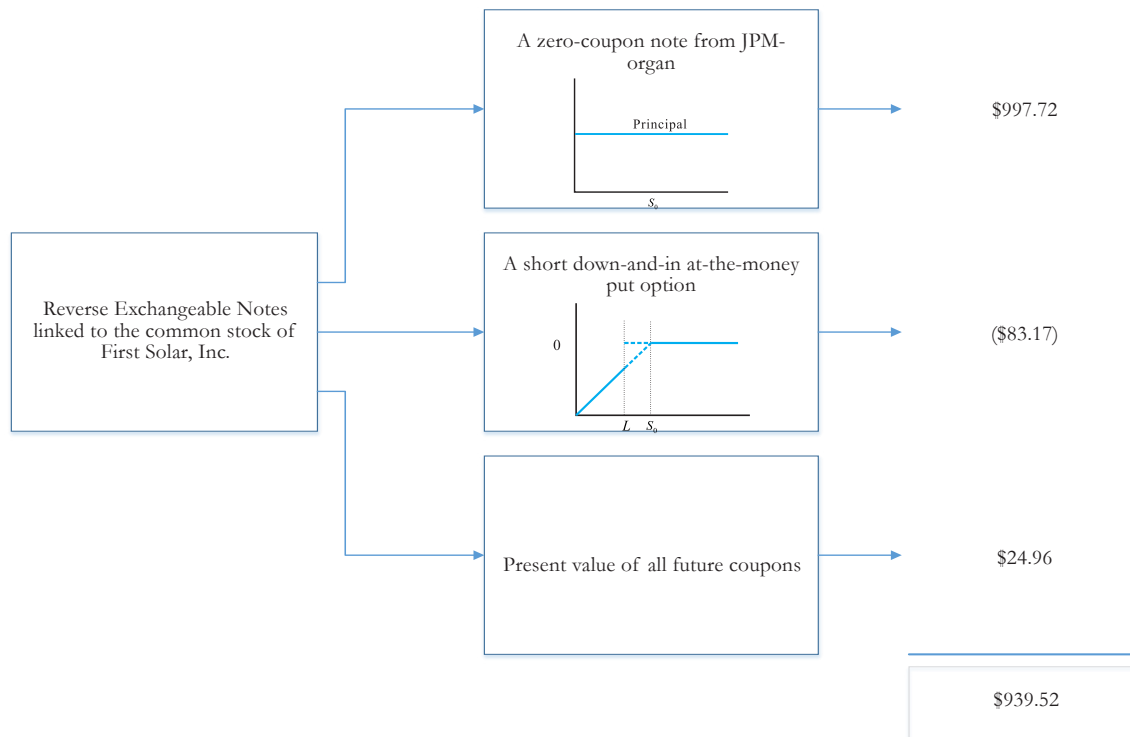 A zero-coupon note from JPM-
organ
Principal
S₀
$997.72
Reverse Exchangeable Notes
linked to the common stock of
First Solar, Inc.
A short down-and-in at-the-money
put option
0
L S₀
($83.17)
Present value of all future coupons
$24.96
$939.52